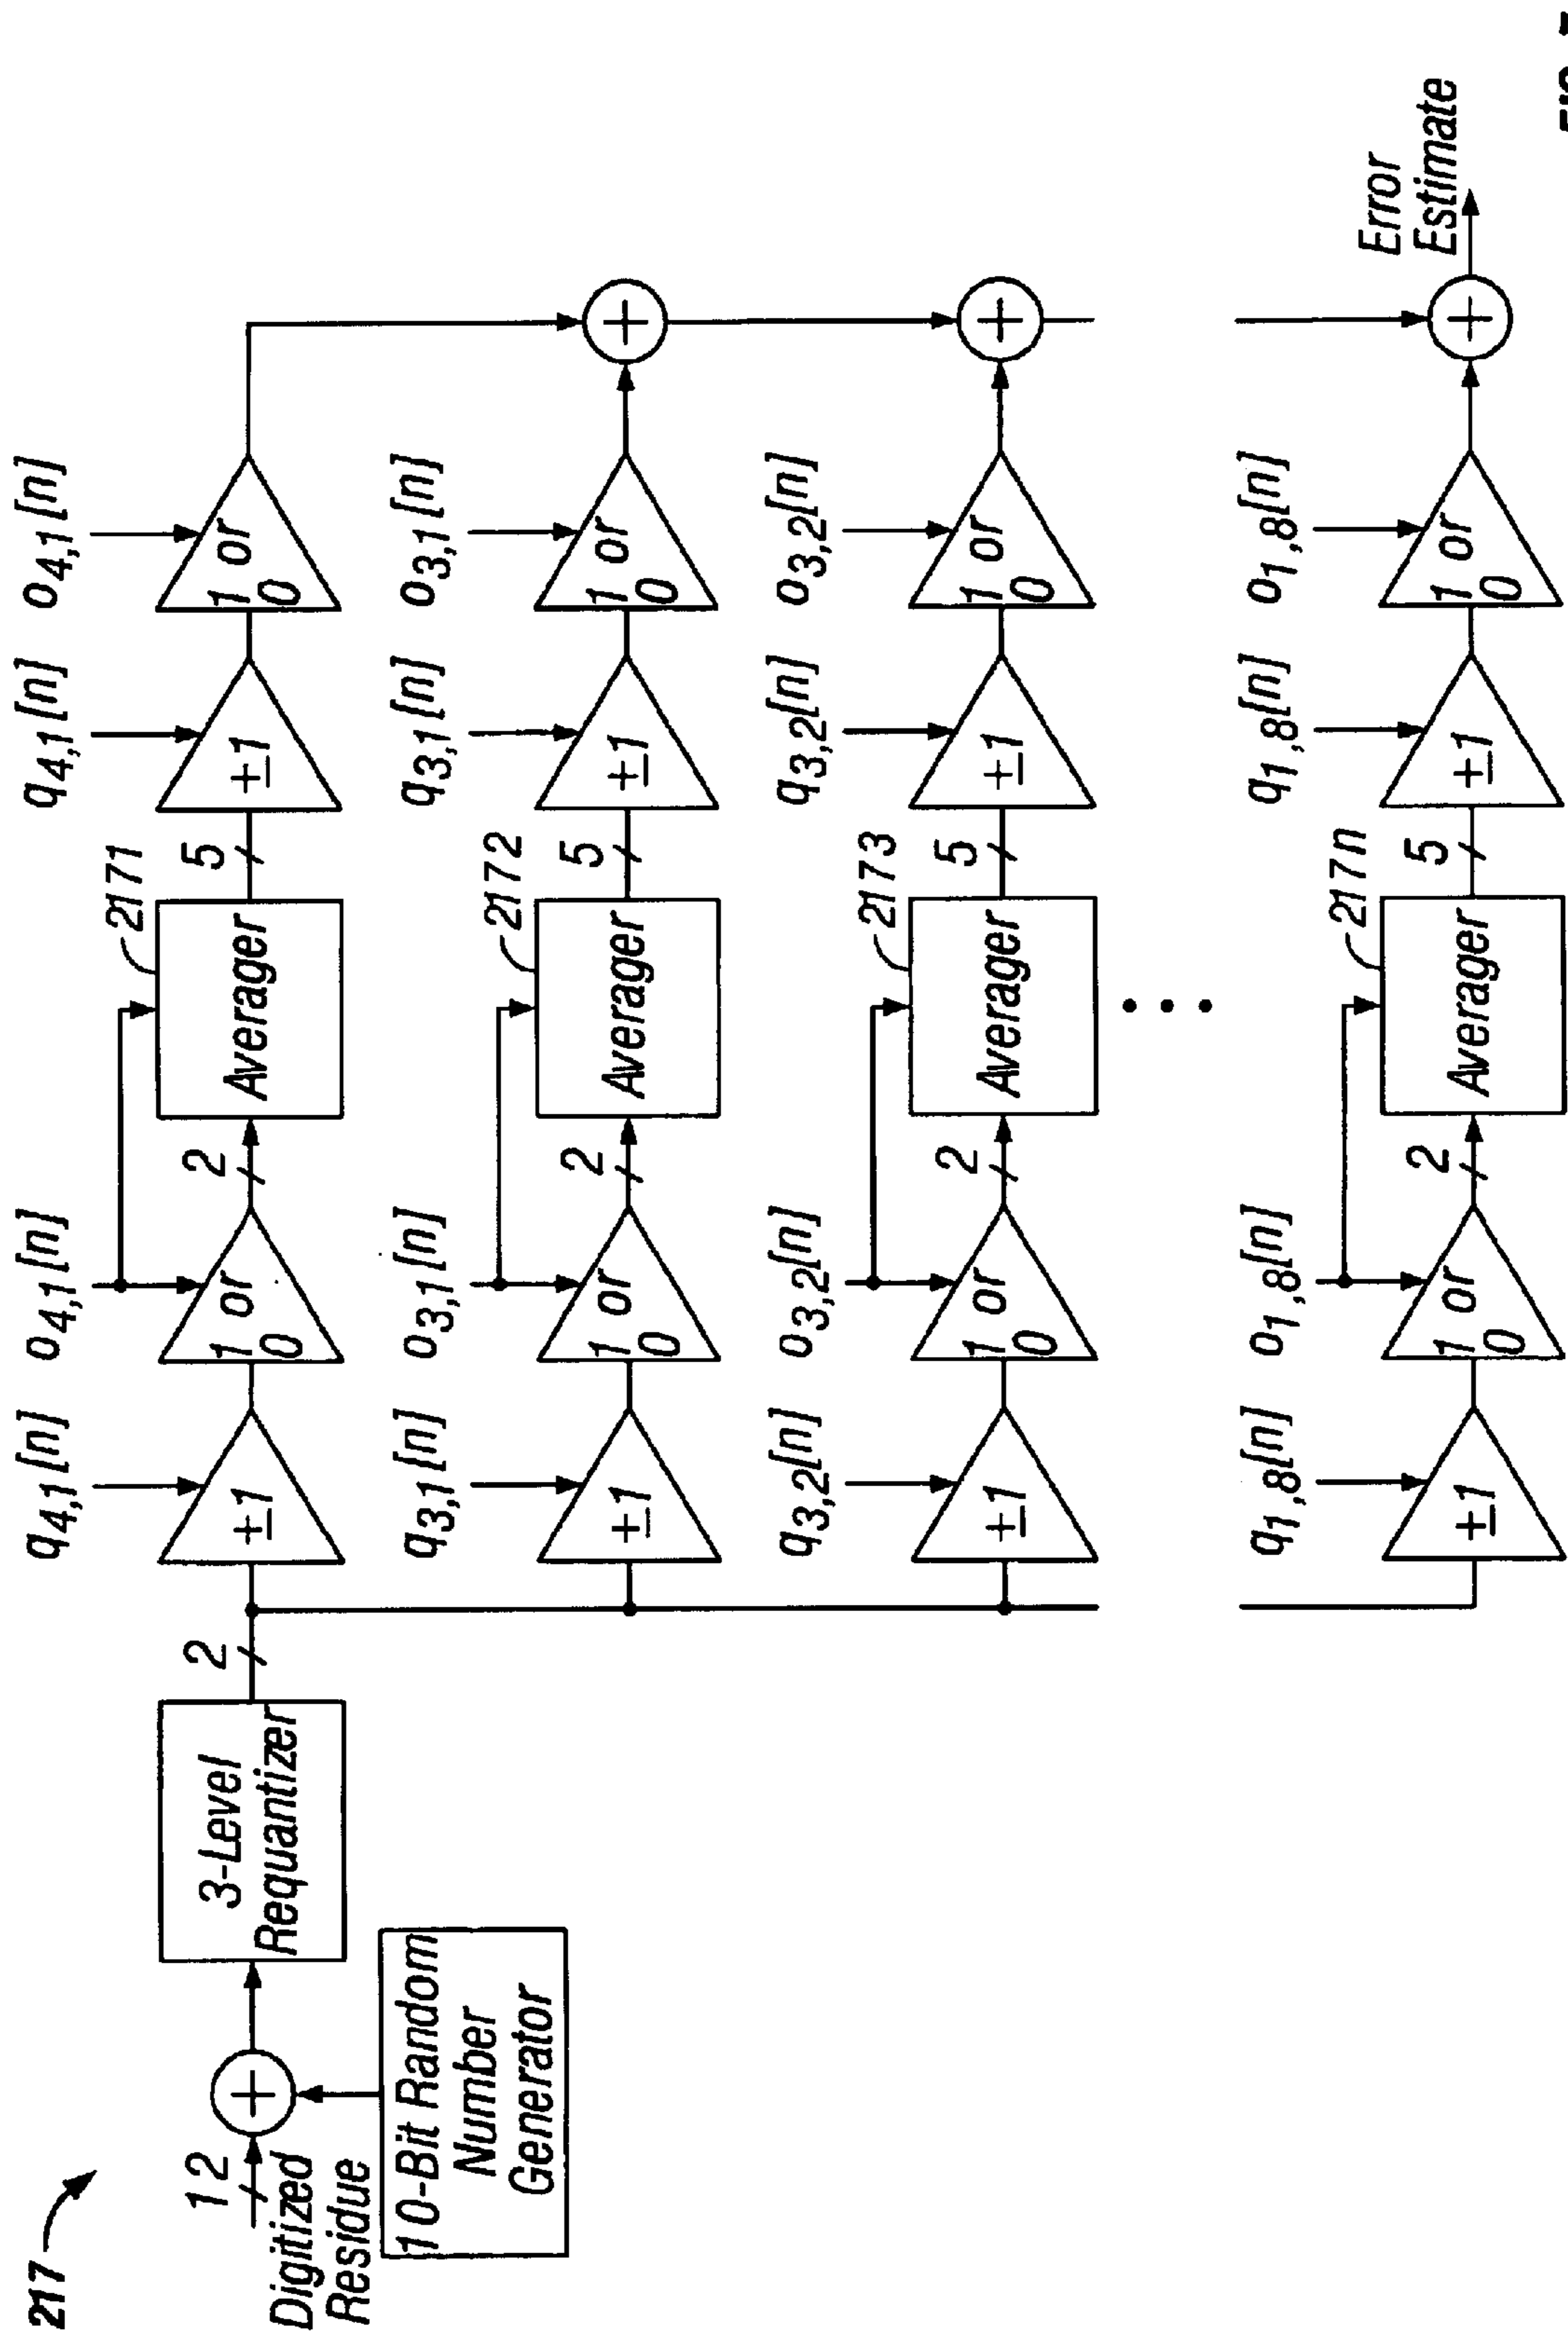 217
12
Digitized
Residue
10-Bit Random
Number
Generator
3-Level
Requantizer
2
q4,1[n]
±1
o4,1[n]
1 or
0
2
2171
Averager
5
q4,1[n]
±1
o4,1[n]
1 or
0
q3,1[n]
±1
o3,1[n]
1 or
0
2
2172
Averager
5
q3,1[n]
±1
o3,1[n]
1 or
0
+
q3,2[n]
±1
o3,2[n]
1 or
0
2
2173
Averager
5
q3,2[n]
±1
o3,2[n]
1 or
0
+
q1,8[n]
±1
o1,8[n]
1 or
0
2
217n
Averager
5
q1,8[n]
±1
o1,8[n]
1 or
0
+
Error
Estimate